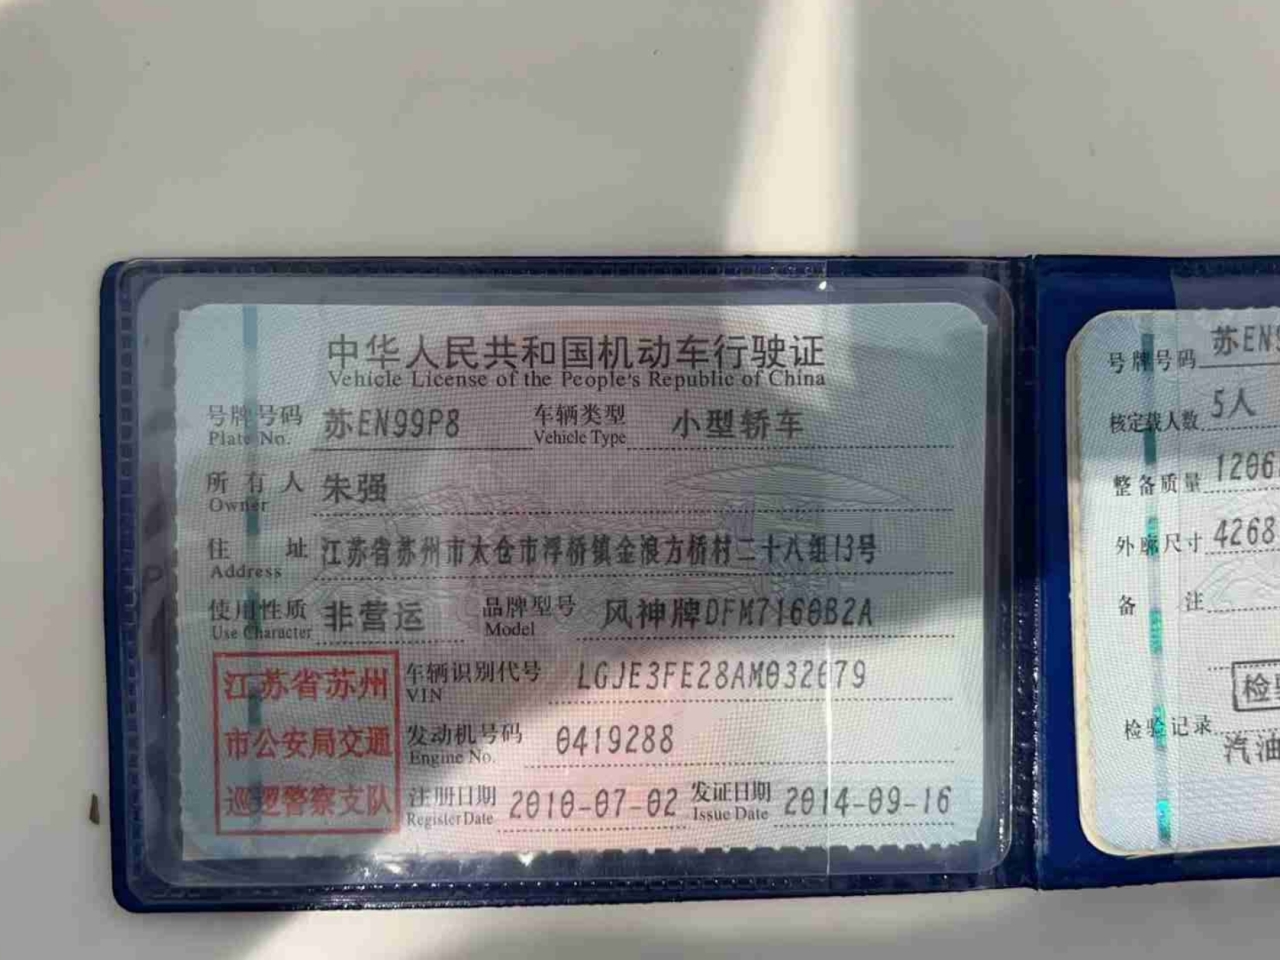 中华人民共和国机动车行驶证
Vehicle License of the People's Republic of China
号牌号码 苏EN99P8 车辆类型 小型轿车
Plate No. Vehicle Type
所有人 朱强
Owner
住址 江苏省苏州市太仓市浮桥镇金浪方桥村二十八组13号
Address
使用性质 非营运 品牌型号 风神牌DFM7160B2A
Use Character Model
江苏省苏州
市公安局交通
巡逻警察支队
车辆识别代号 LGJE3FE28AM032679
VIN
发动机号码 0419288
Engine No.
注册日期 2010-07-02 发证日期 2014-09-16
Register Date Issue Date
号牌号码 苏EN9
核定载人数 5人
整备质量 1206
外廓尺寸 4268
备注
检验记录
汽油